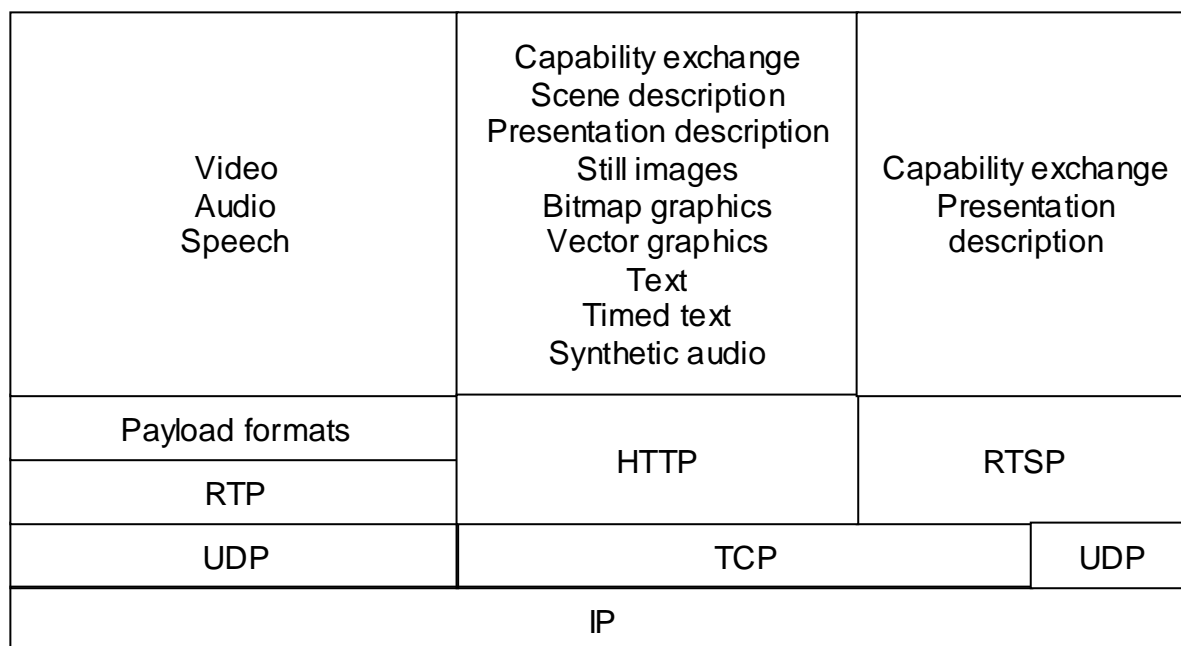 Video
Audio
Speech
Capability exchange
Scene description
Presentation description
Still images
Bitmap graphics
Vector graphics
Text
Timed text
Synthetic audio
Capability exchange
Presentation
description
Payload formats
RTP
HTTP
RTSP
UDP
TCP
UDP
IP